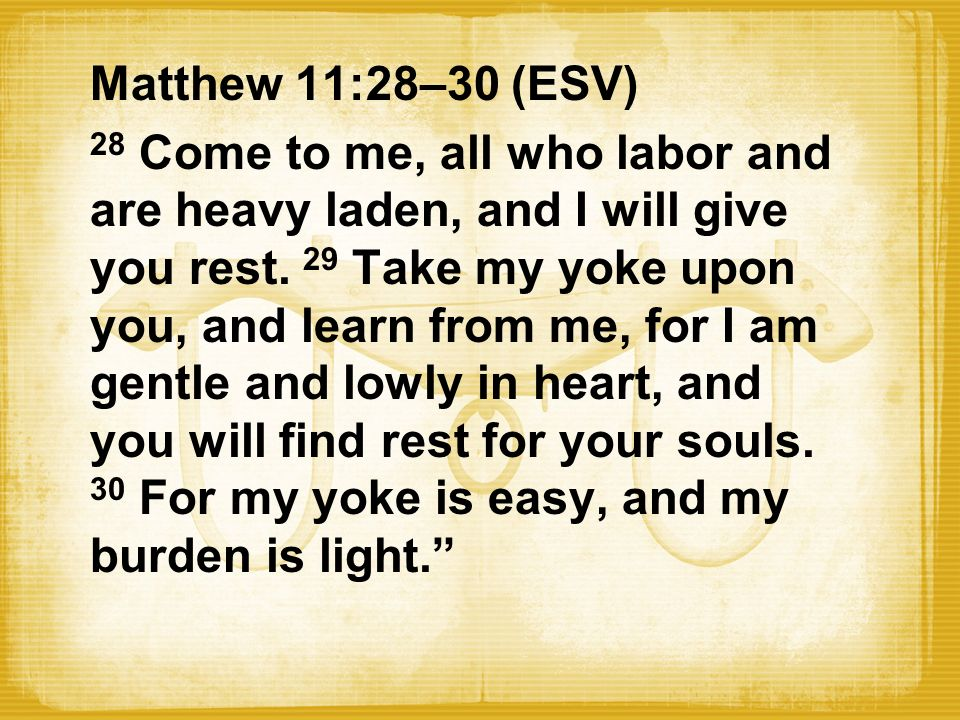 Matthew 11:28–30 (ESV)
28 Come to me, all who labor and
are heavy laden, and I will give
you rest. 29 Take my yoke upon
you, and learn from me, for I am
gentle and lowly in heart, and
you will find rest for your souls.
30 For my yoke is easy, and my
burden is light.”